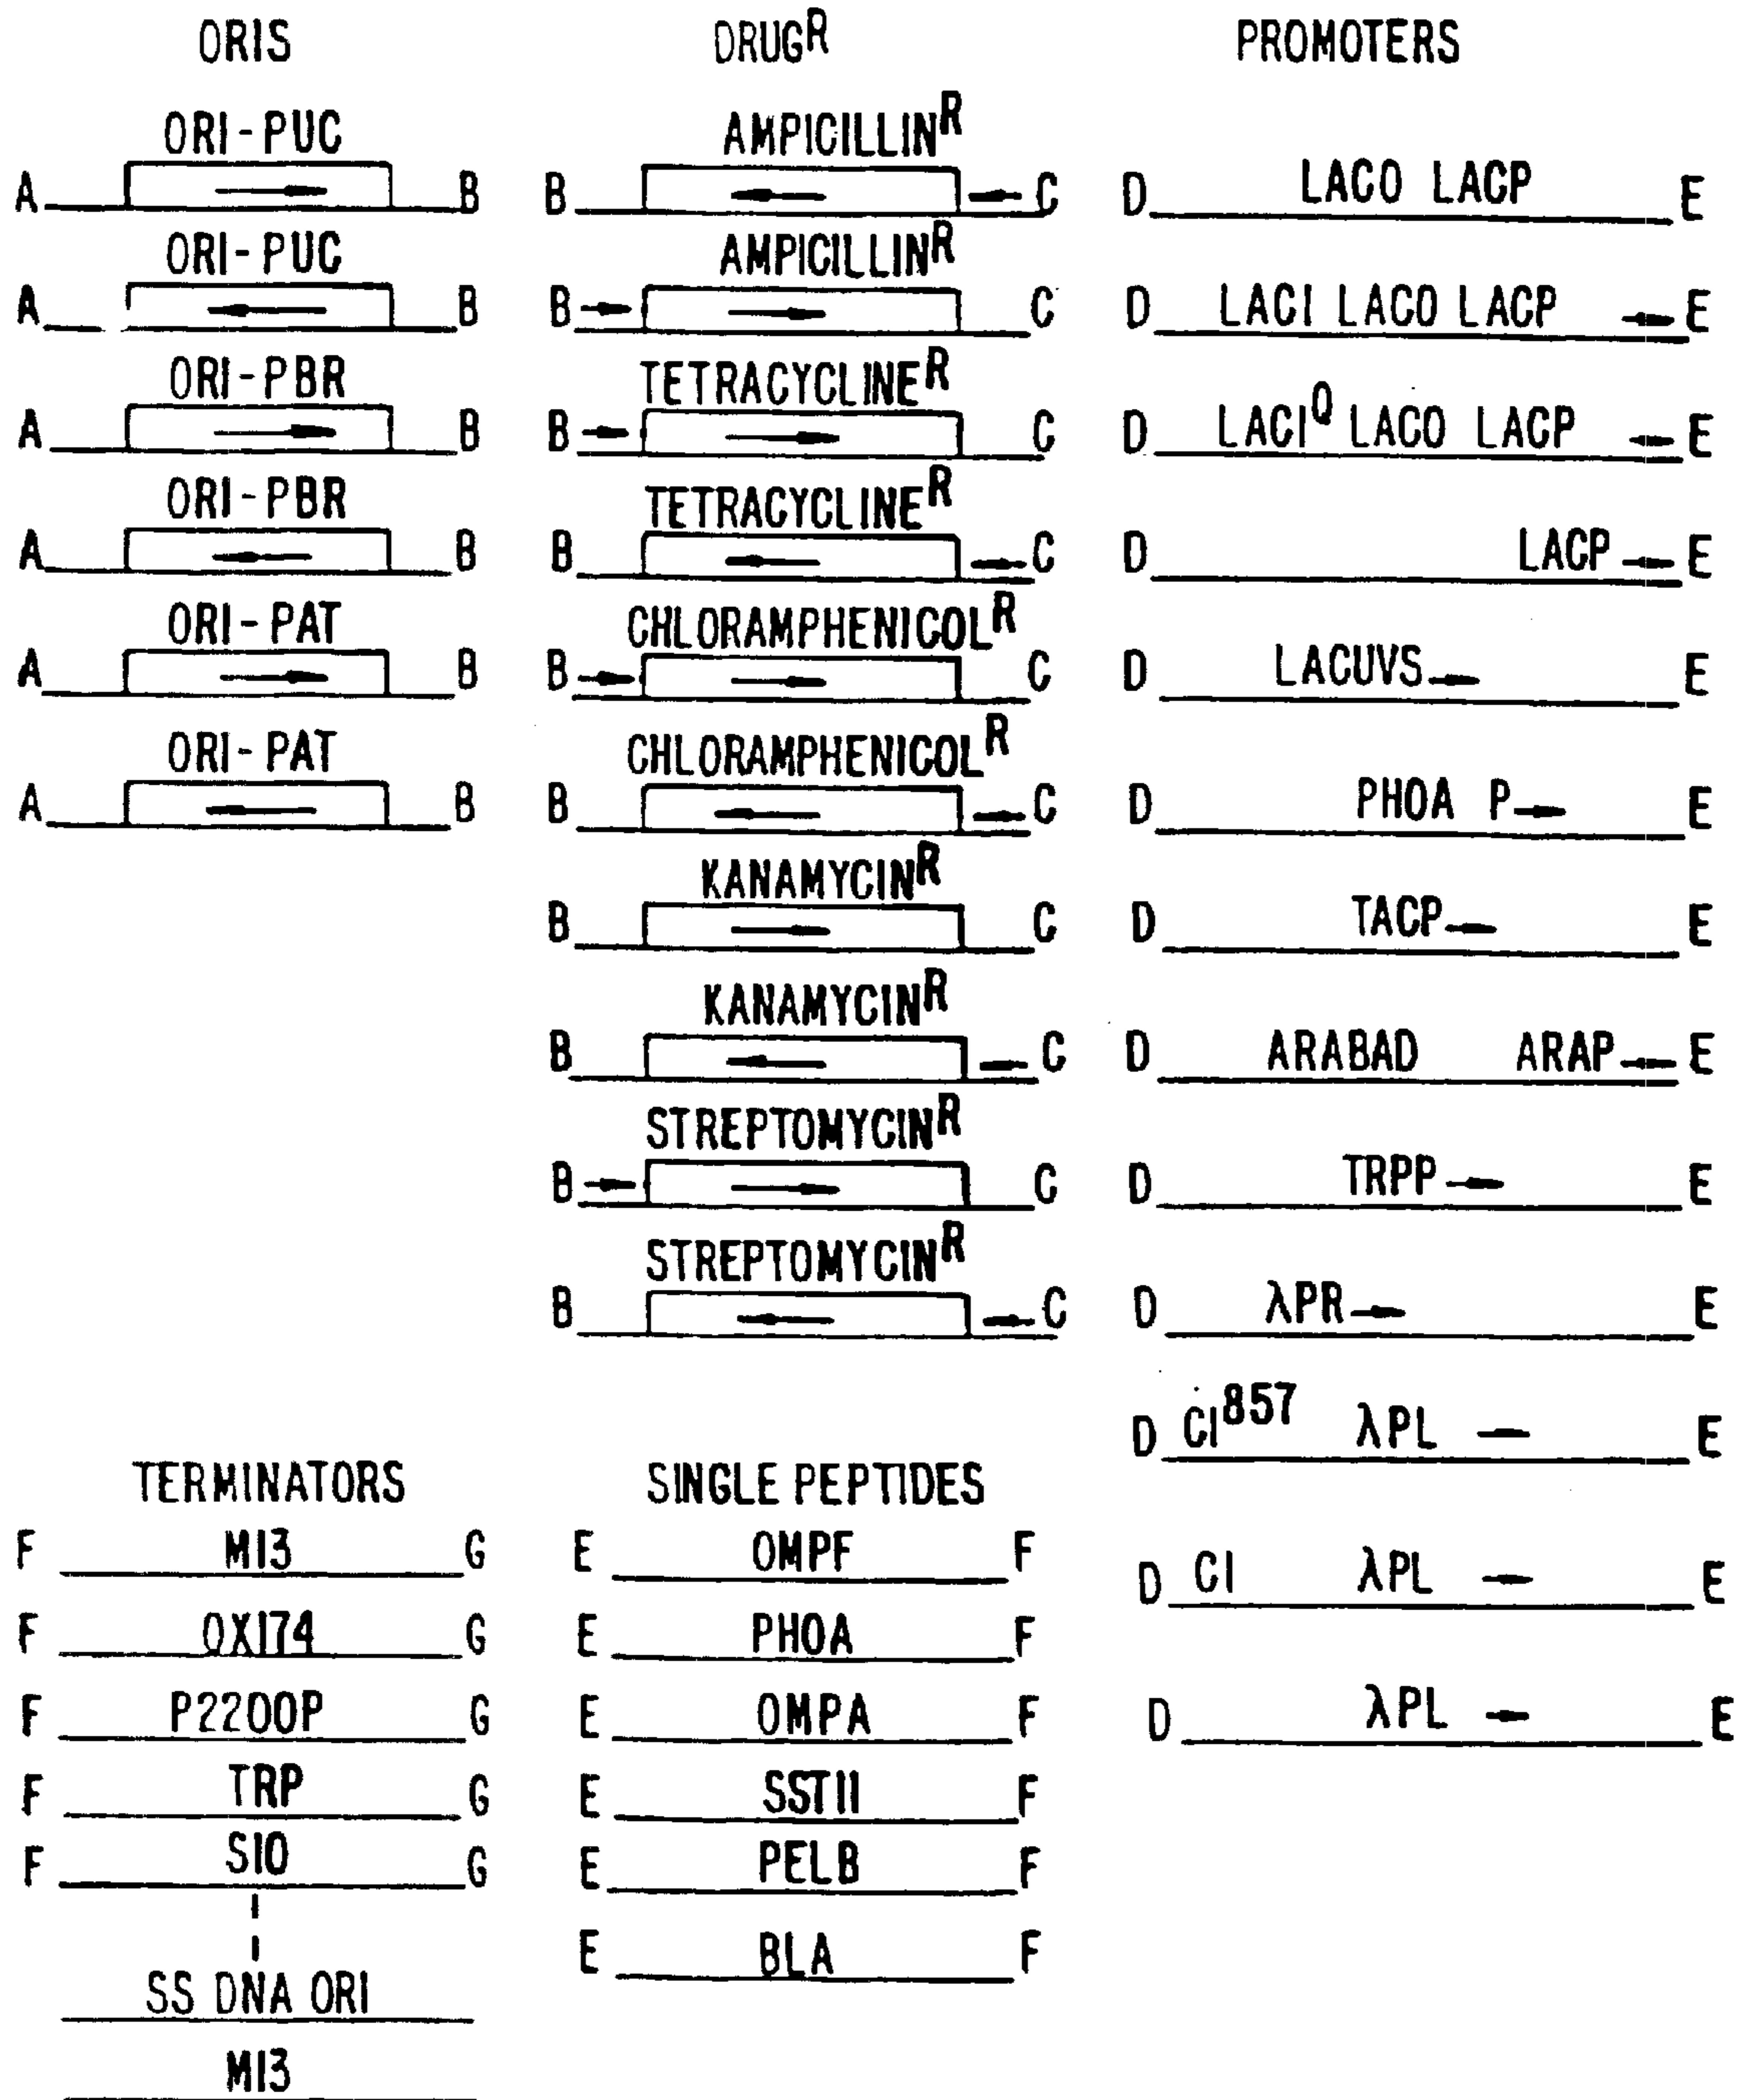 ORIS
ORI-PUC
A B
ORI-PUC
A B
ORI-PBR
A B
ORI-PBR
A B
ORI-PAT
A B
ORI-PAT
A B
DRUGR
AMPICILLINR
B C
AMPICILLINR
B C
TETRACYCLINER
B C
TETRACYCLINER
B C
CHLORAMPHENICOLR
B C
CHLORAMPHENICOLR
B C
KANAMYCINR
B C
KANAMYCINR
B C
STREPTOMYCINR
B C
STREPTOMYCINR
B C
PROMOTERS
D LACO LACP E
D LACI LACO LACP E
D LACIQ LACO LACP E
D LACP E
D LACUVS E
D PHOA P E
D TACP E
D ARABAD ARAP E
D TRPP E
D λPR E
D CI857 λPL E
D CI λPL E
D λPL E
TERMINATORS
F M13 G
F OX174 G
F P2200P G
F TRP G
F S10 G
SS DNA ORI
M13
SINGLE PEPTIDES
E OMPF F
E PHOA F
E OMPA F
E SSTII F
E PELB F
E BLA F